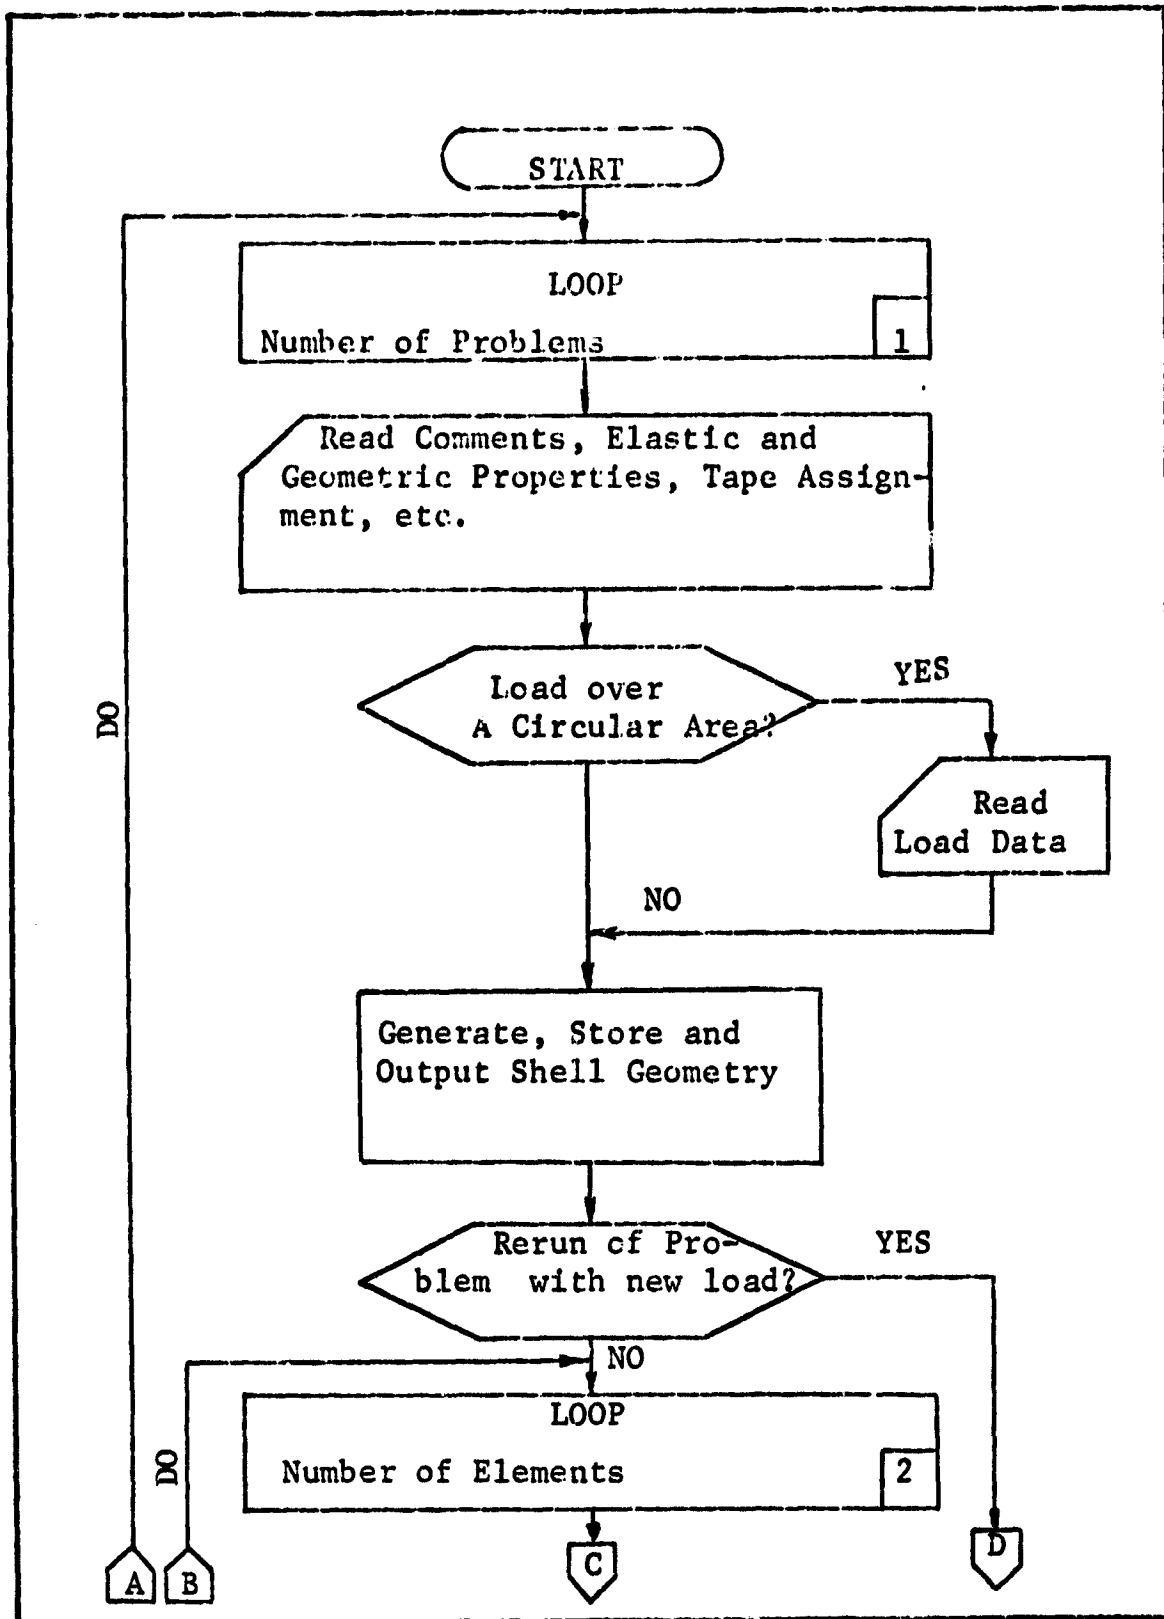 START
LOOP
Number of Problems
1
Read Comments, Elastic and
Geometric Properties, Tape Assign-
ment, etc.
Load over
A Circular Area?
YES
DO
Read
Load Data
NO
Generate, Store and
Output Shell Geometry
Rerun of Pro-
blem with new load?
YES
NO
LOOP
Number of Elements
2
DO
A
B
C
D